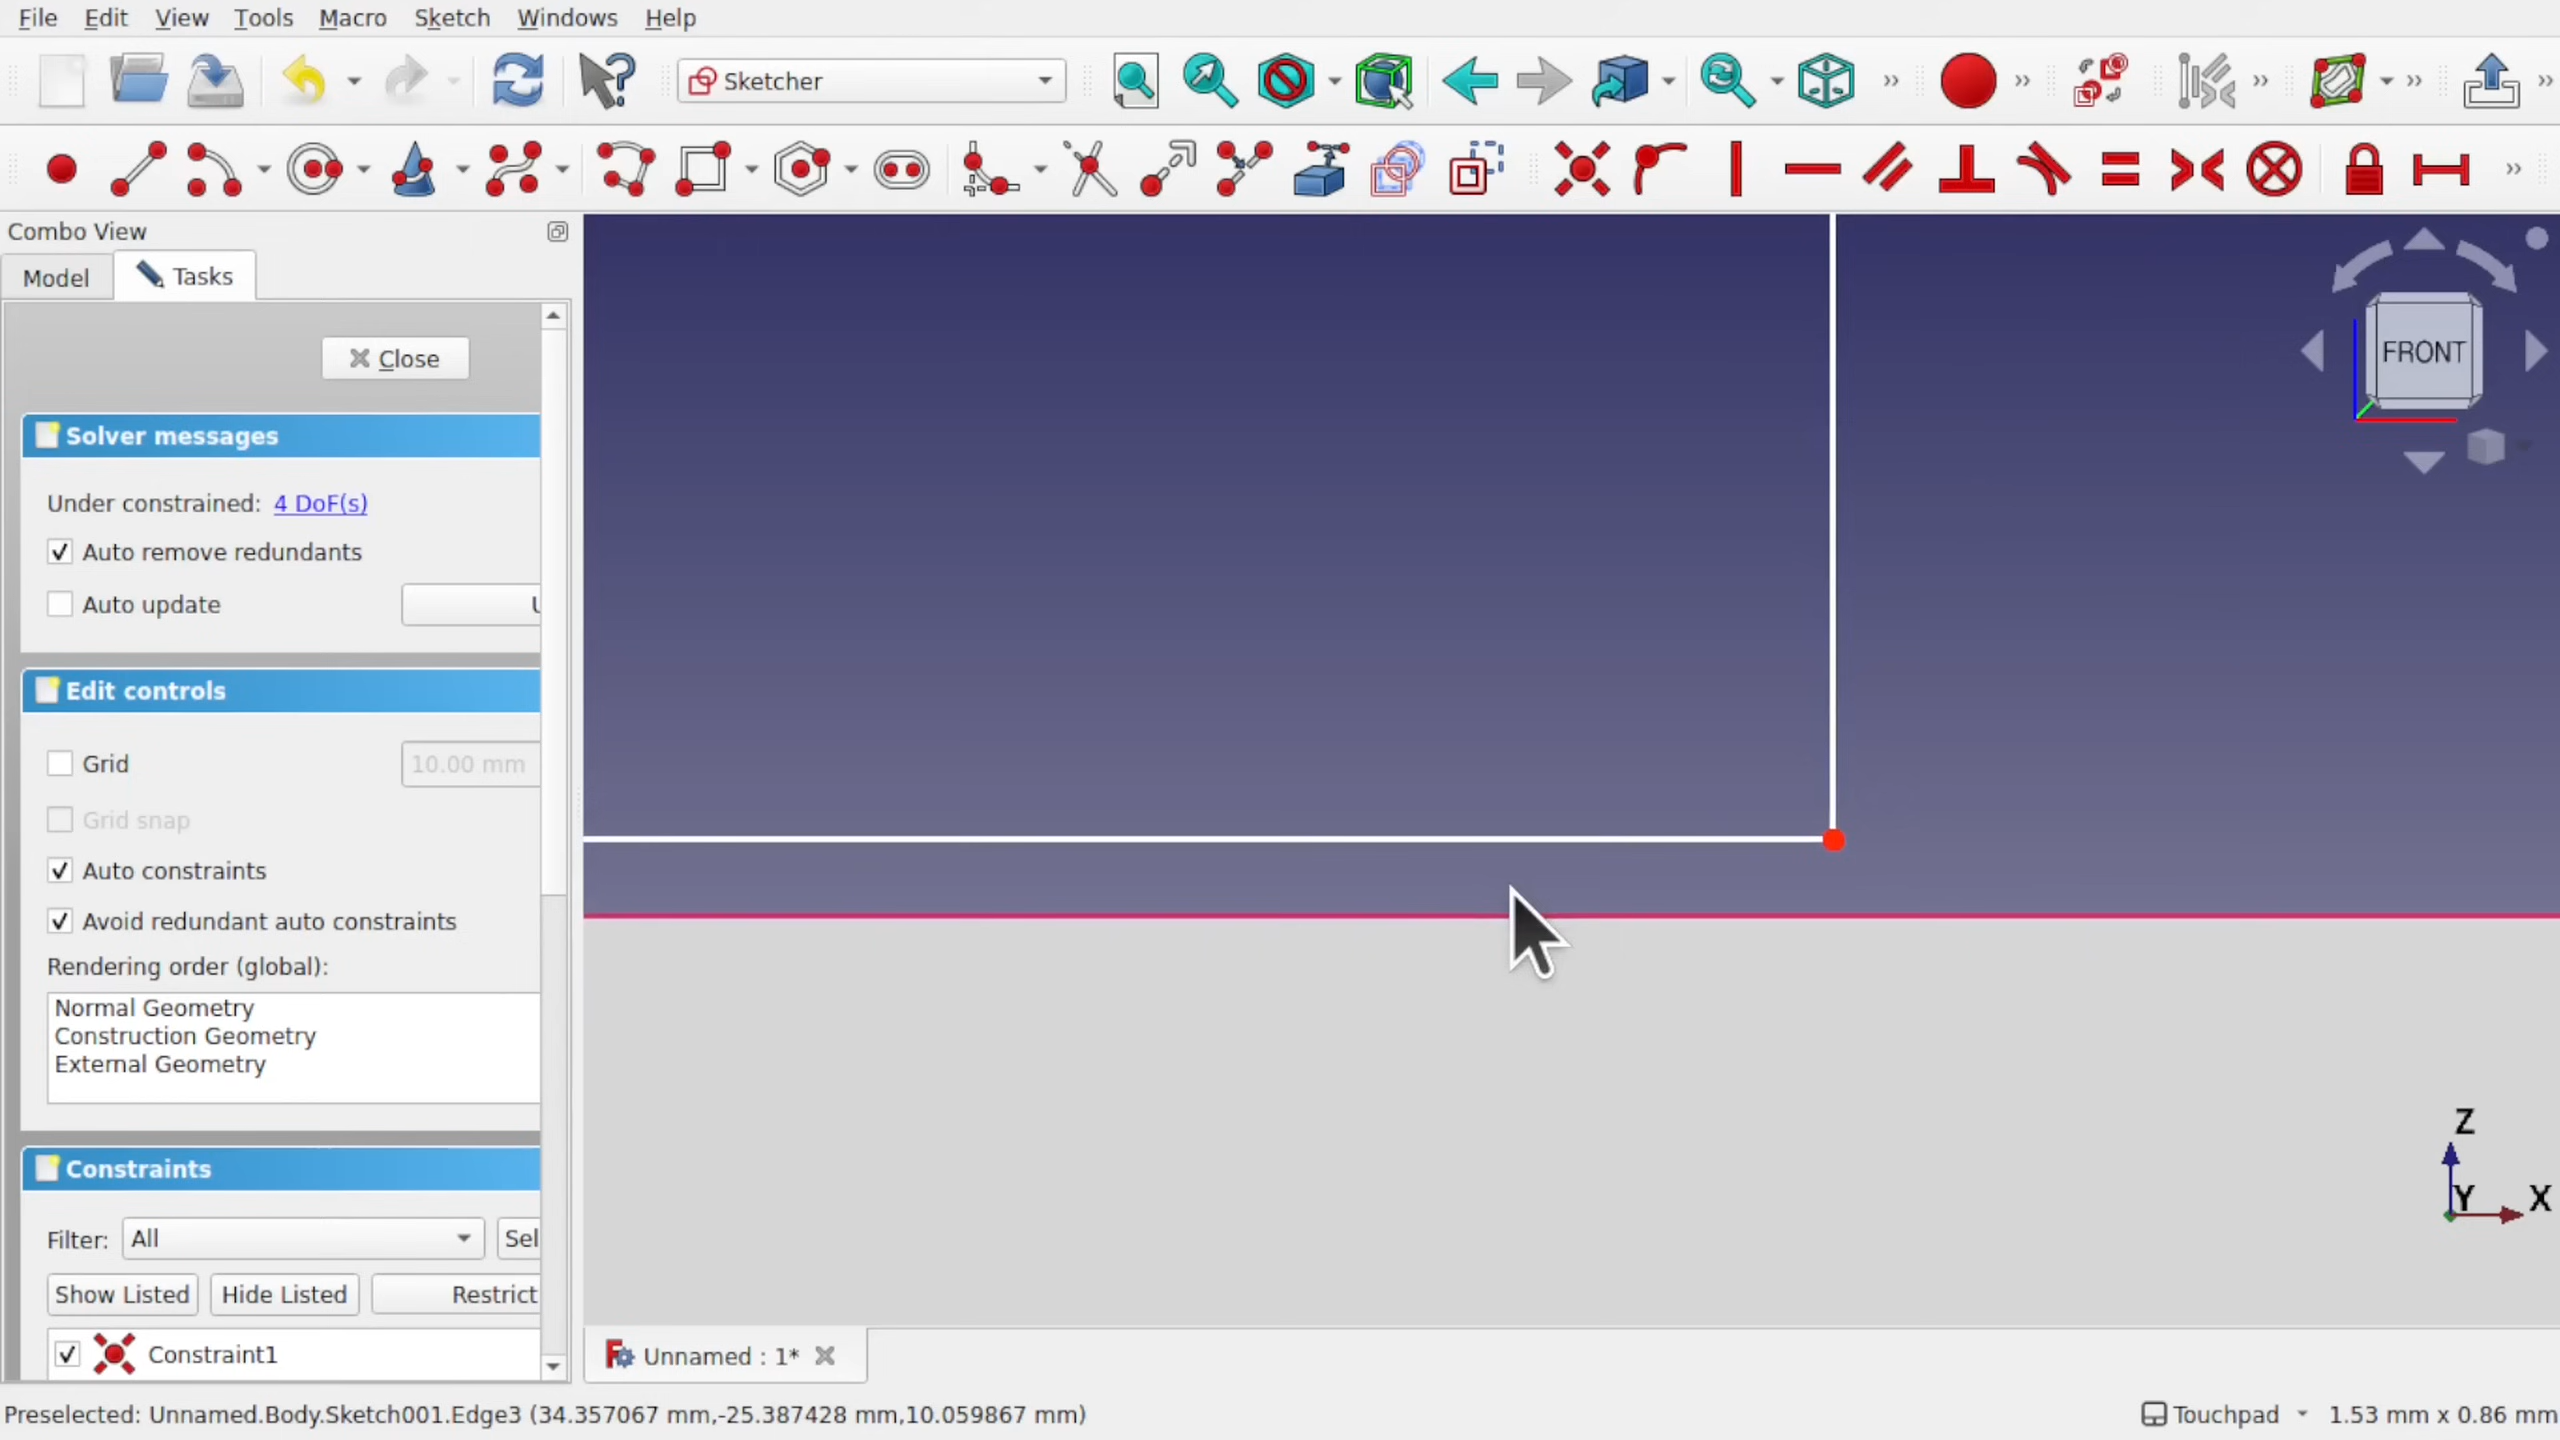 File Edit View Tools Macro Sketch Windows Help
Sketcher
Combo View
Model Tasks
Close
Solver messages
Under constrained: 4 DoF(s)
Auto remove redundants
Auto update U
Edit controls
Grid 10.00 mm
Grid snap
Auto constraints
Avoid redundant auto constraints
Rendering order (global):
Normal Geometry
Construction Geometry
External Geometry
Constraints
Filter: All Sel
Show Listed Hide Listed Restrict
Constraint1
FRONT
Z
Y X
Unnamed : 1*
Preselected: Unnamed.Body.Sketch001.Edge3 (34.357067 mm,-25.387428 mm,10.059867 mm)
Touchpad 1.53 mm x 0.86 mm